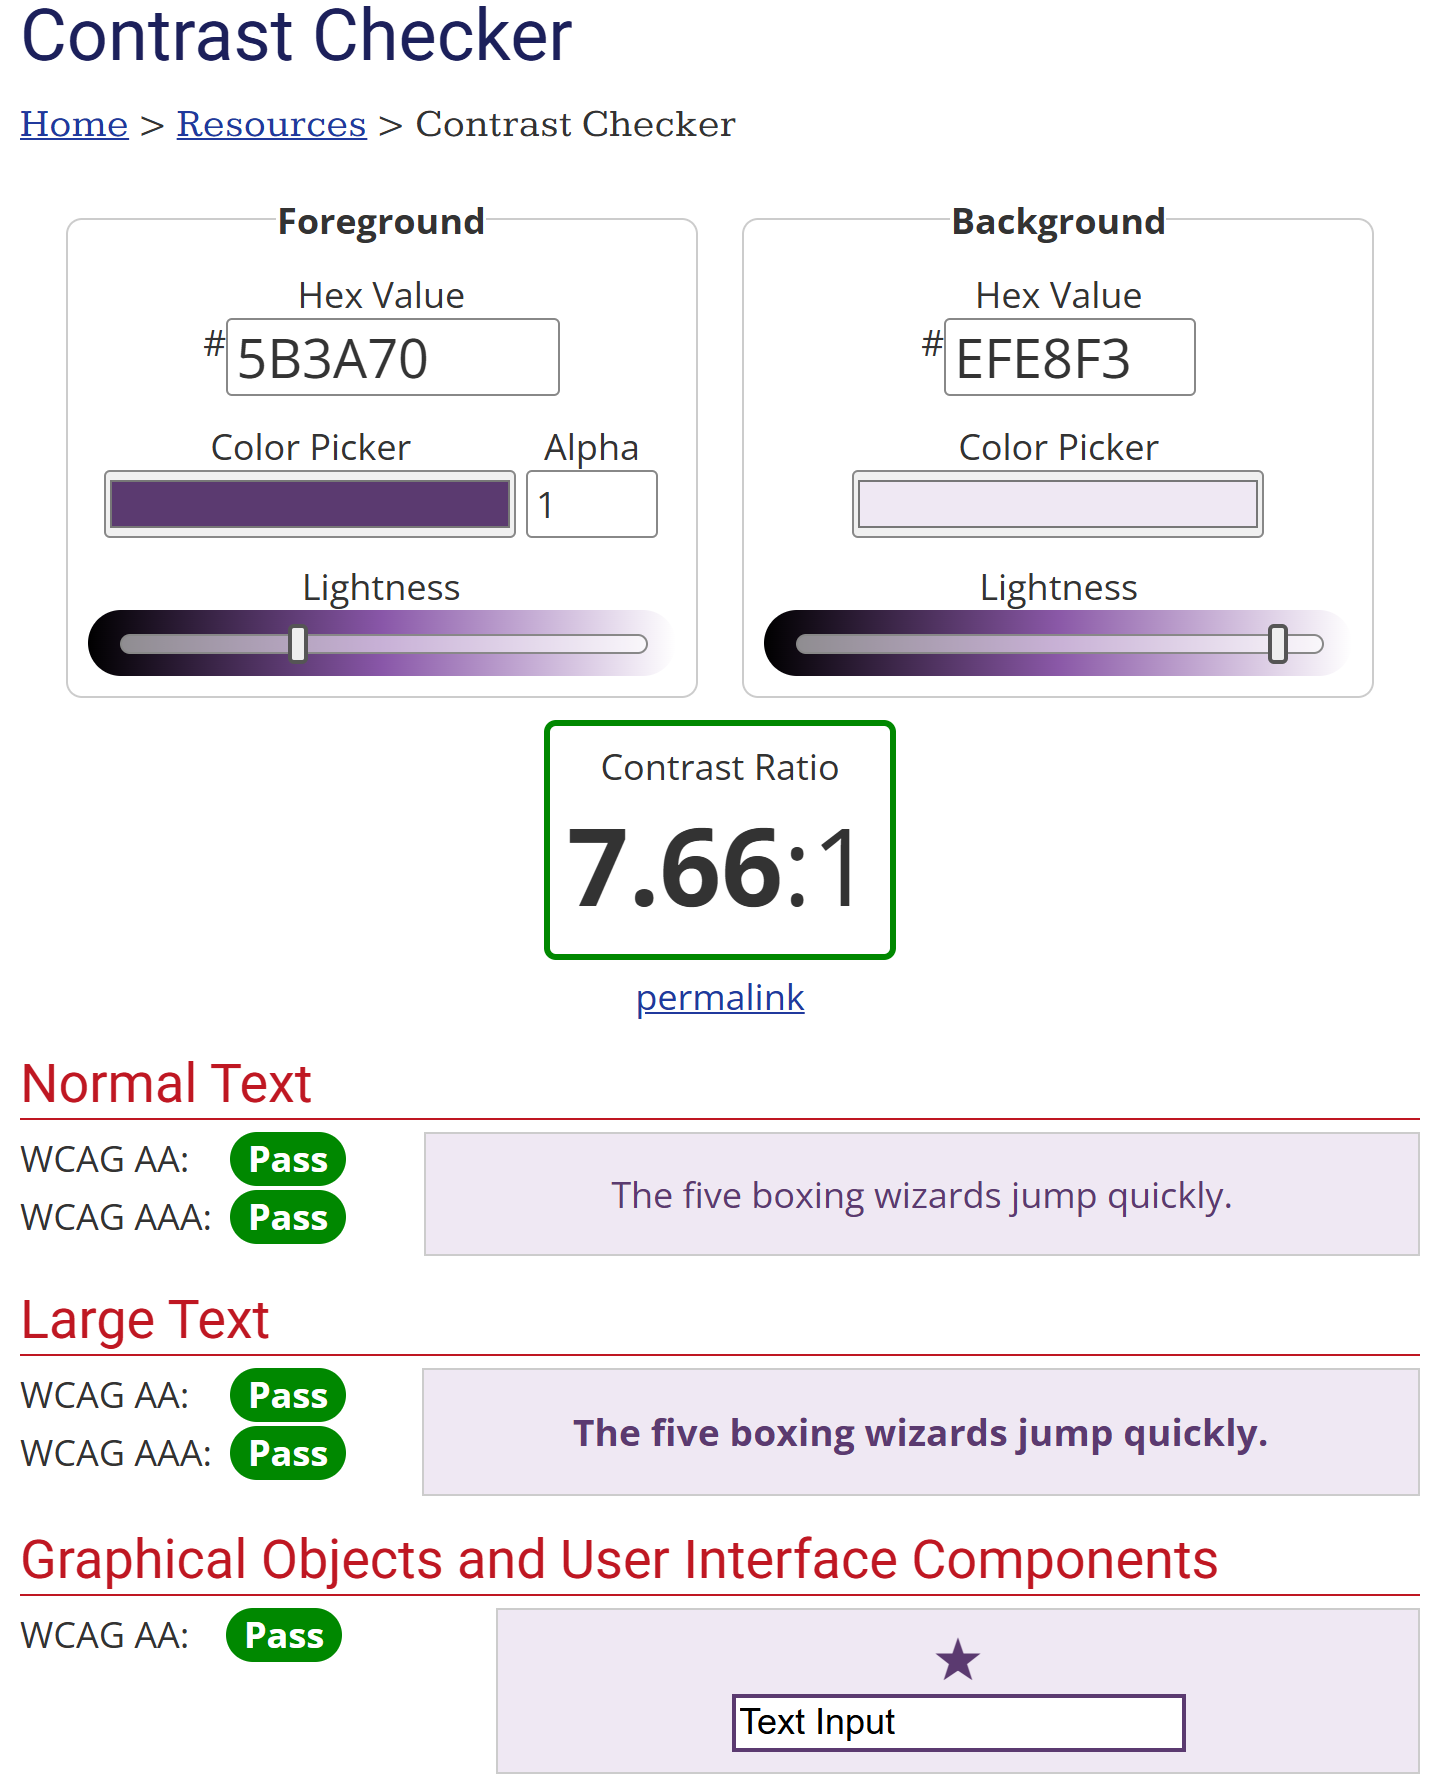 Contrast Checker
Home > Resources > Contrast Checker
Foreground
Hex Value
# 5B3A70
Color Picker Alpha
1
Lightness
Background
Hex Value
# EFE8F3
Color Picker
Lightness
Contrast Ratio
7.66:1
permalink
Normal Text
WCAG AA: Pass
WCAG AAA: Pass
The five boxing wizards jump quickly.
Large Text
WCAG AA: Pass
WCAG AAA: Pass
The five boxing wizards jump quickly.
Graphical Objects and User Interface Components
WCAG AA: Pass
Text Input